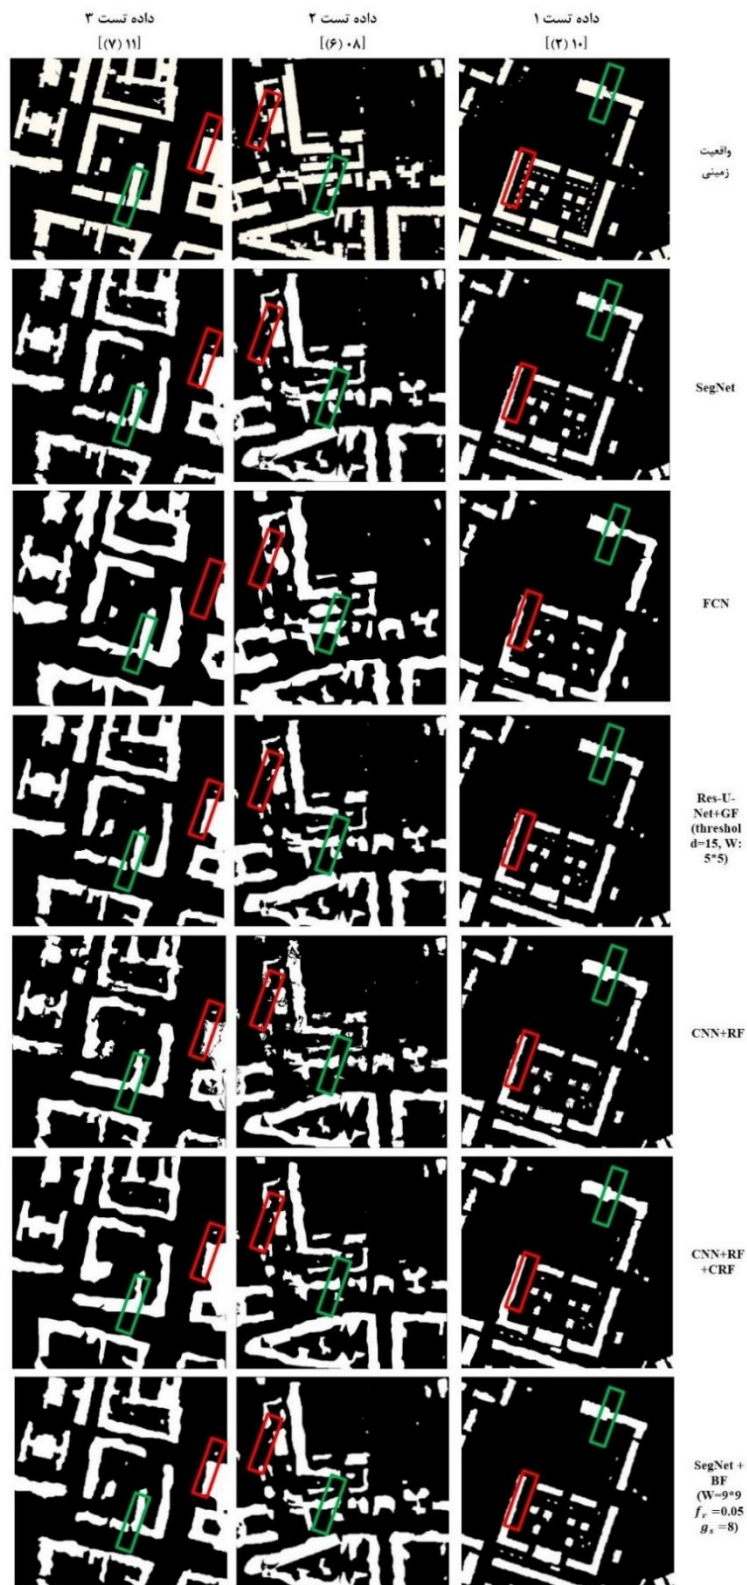 داده تست ۱
داده تست ۲
داده تست ۳
[(۲) ۱۰]
[(۶) ۰۸]
[(۷) ۱۱]
واقعیت
زمینی
SegNet
FCN
Res-U-
Net+GF
(threshol
d=15, W:
5*5)
CNN+RF
CNN+RF
+CRF
SegNet +
BF
(W=9*9
f_r =0.05
g_s =8)